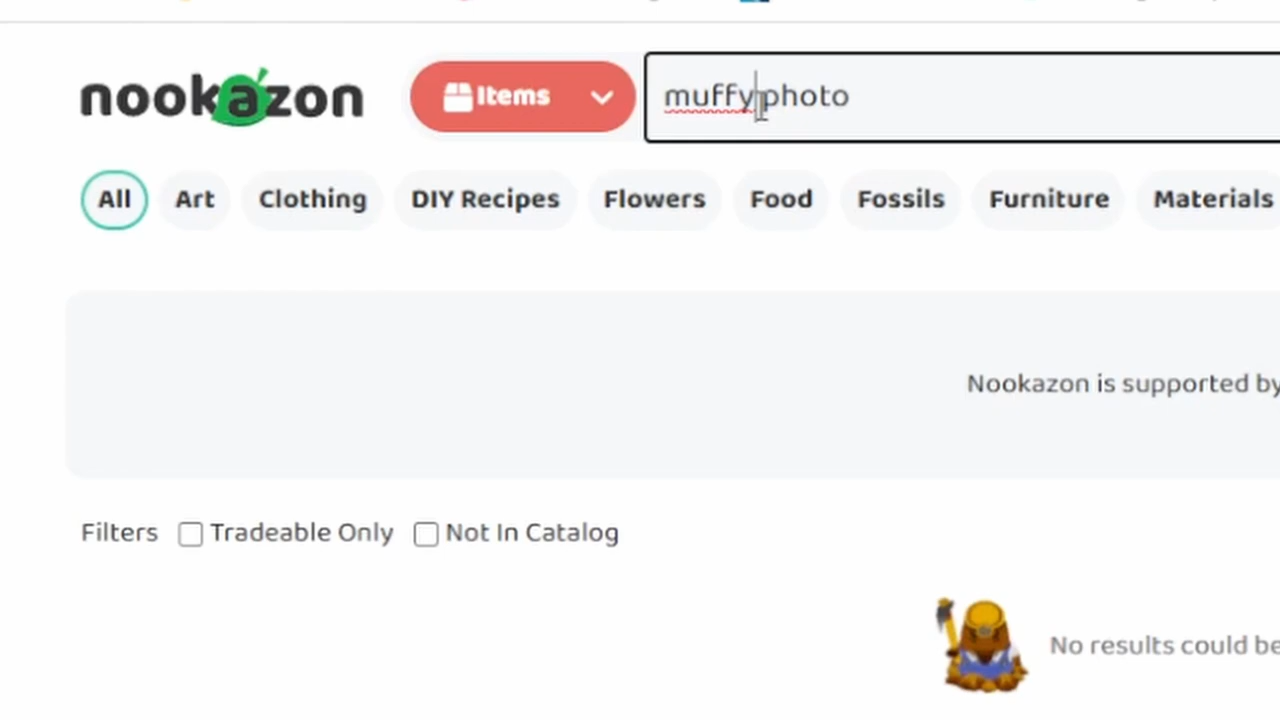 nookazon
Items
muffy photo
All Art Clothing DIY Recipes Flowers Food Fossils Furniture Materials
Nookazon is supported by
Filters Tradeable Only Not In Catalog
No results could be